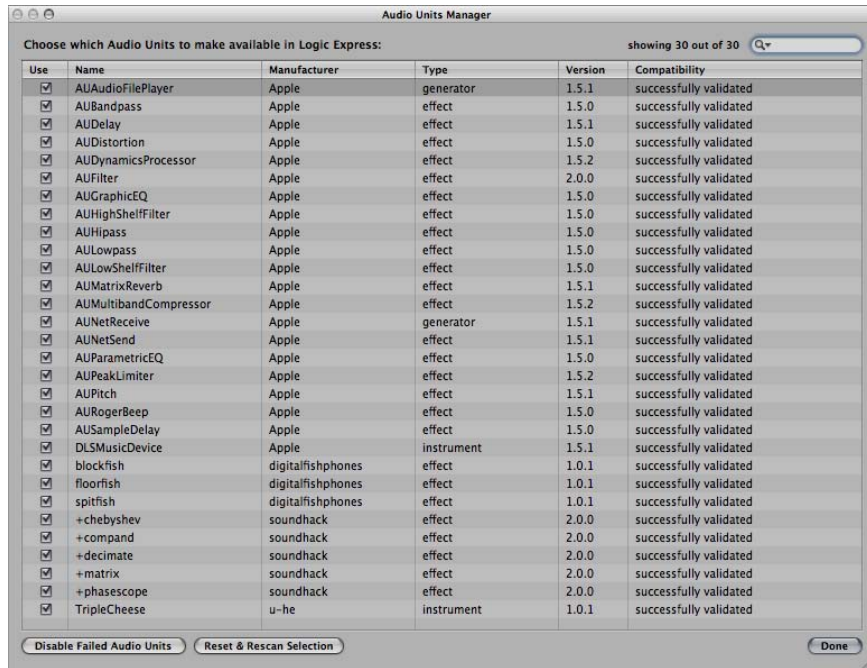 Audio Units Manager
Choose which Audio Units to make available in Logic Express: showing 30 out of 30
Use Name Manufacturer Type Version Compatibility
AUAudioFilePlayer Apple generator 1.5.1 successfully validated
AUBandpass Apple effect 1.5.0 successfully validated
AUDelay Apple effect 1.5.1 successfully validated
AUDistortion Apple effect 1.5.0 successfully validated
AUDynamicsProcessor Apple effect 1.5.2 successfully validated
AUFilter Apple effect 2.0.0 successfully validated
AUGraphicEQ Apple effect 1.5.0 successfully validated
AUHighShelfFilter Apple effect 1.5.0 successfully validated
AUHipass Apple effect 1.5.0 successfully validated
AULowpass Apple effect 1.5.0 successfully validated
AULowShelfFilter Apple effect 1.5.0 successfully validated
AUMatrixReverb Apple effect 1.5.1 successfully validated
AUMultibandCompressor Apple effect 1.5.2 successfully validated
AUNetReceive Apple generator 1.5.1 successfully validated
AUNetSend Apple effect 1.5.1 successfully validated
AUParametricEQ Apple effect 1.5.0 successfully validated
AUPeakLimiter Apple effect 1.5.2 successfully validated
AUPitch Apple effect 1.5.1 successfully validated
AURogerBeep Apple effect 1.5.0 successfully validated
AUSampleDelay Apple effect 1.5.0 successfully validated
DLSMusicDevice Apple instrument 1.5.1 successfully validated
blockfish digitalfishphones effect 1.0.1 successfully validated
floorfish digitalfishphones effect 1.0.1 successfully validated
spitfish digitalfishphones effect 1.0.1 successfully validated
+chebyshev soundhack effect 2.0.0 successfully validated
+compand soundhack effect 2.0.0 successfully validated
+decimate soundhack effect 2.0.0 successfully validated
+matrix soundhack effect 2.0.0 successfully validated
+phasescope soundhack effect 2.0.0 successfully validated
TripleCheese u-he instrument 1.0.1 successfully validated
Disable Failed Audio Units Reset & Rescan Selection Done